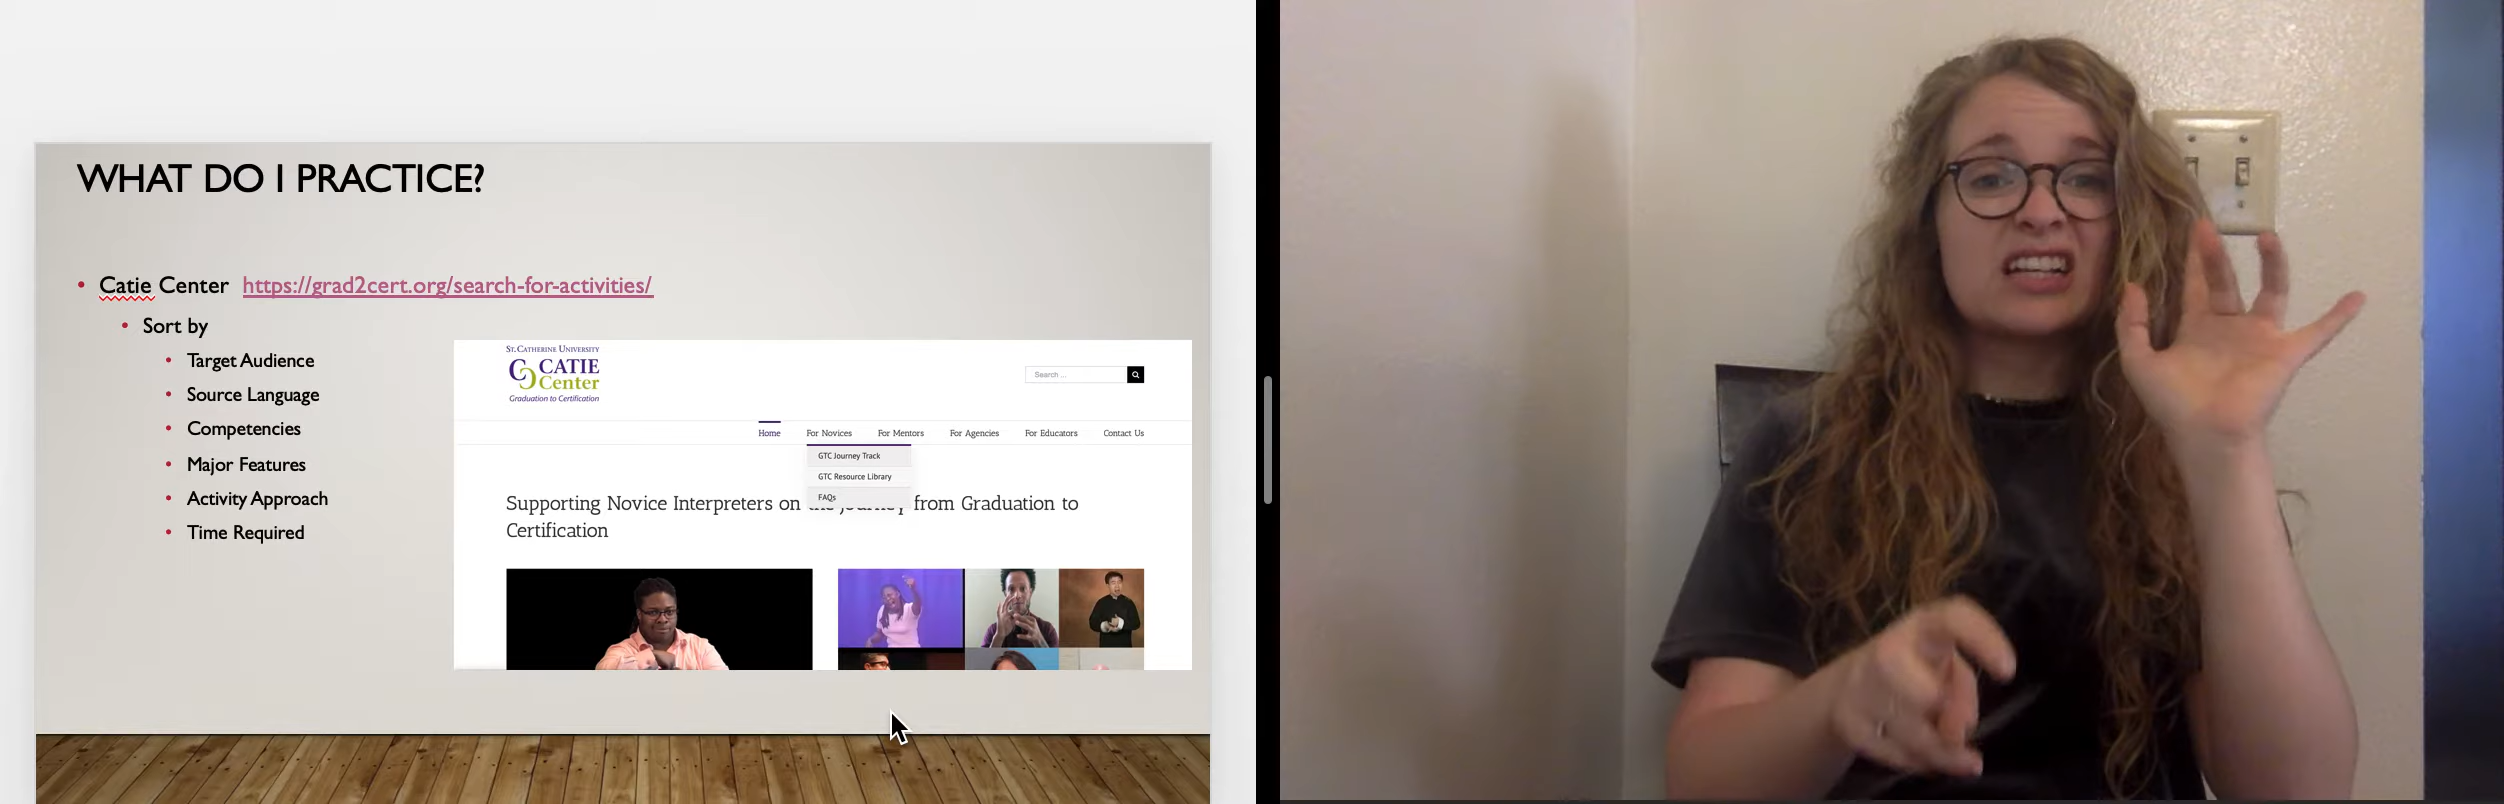 WHAT DO I PRACTICE?
• Catie Center https://grad2cert.org/search-for-activities/
• Sort by
• Target Audience
• Source Language
• Competencies
• Major Features
• Activity Approach
• Time Required
ST. CATHERINE UNIVERSITY
CATIE
Center
Graduation to Certification
Search ...
Home For Novices For Mentors For Agencies For Educators Contact Us
GTC Journey Track
GTC Resource Library
FAQs
Supporting Novice Interpreters on the Journey from Graduation to
Certification